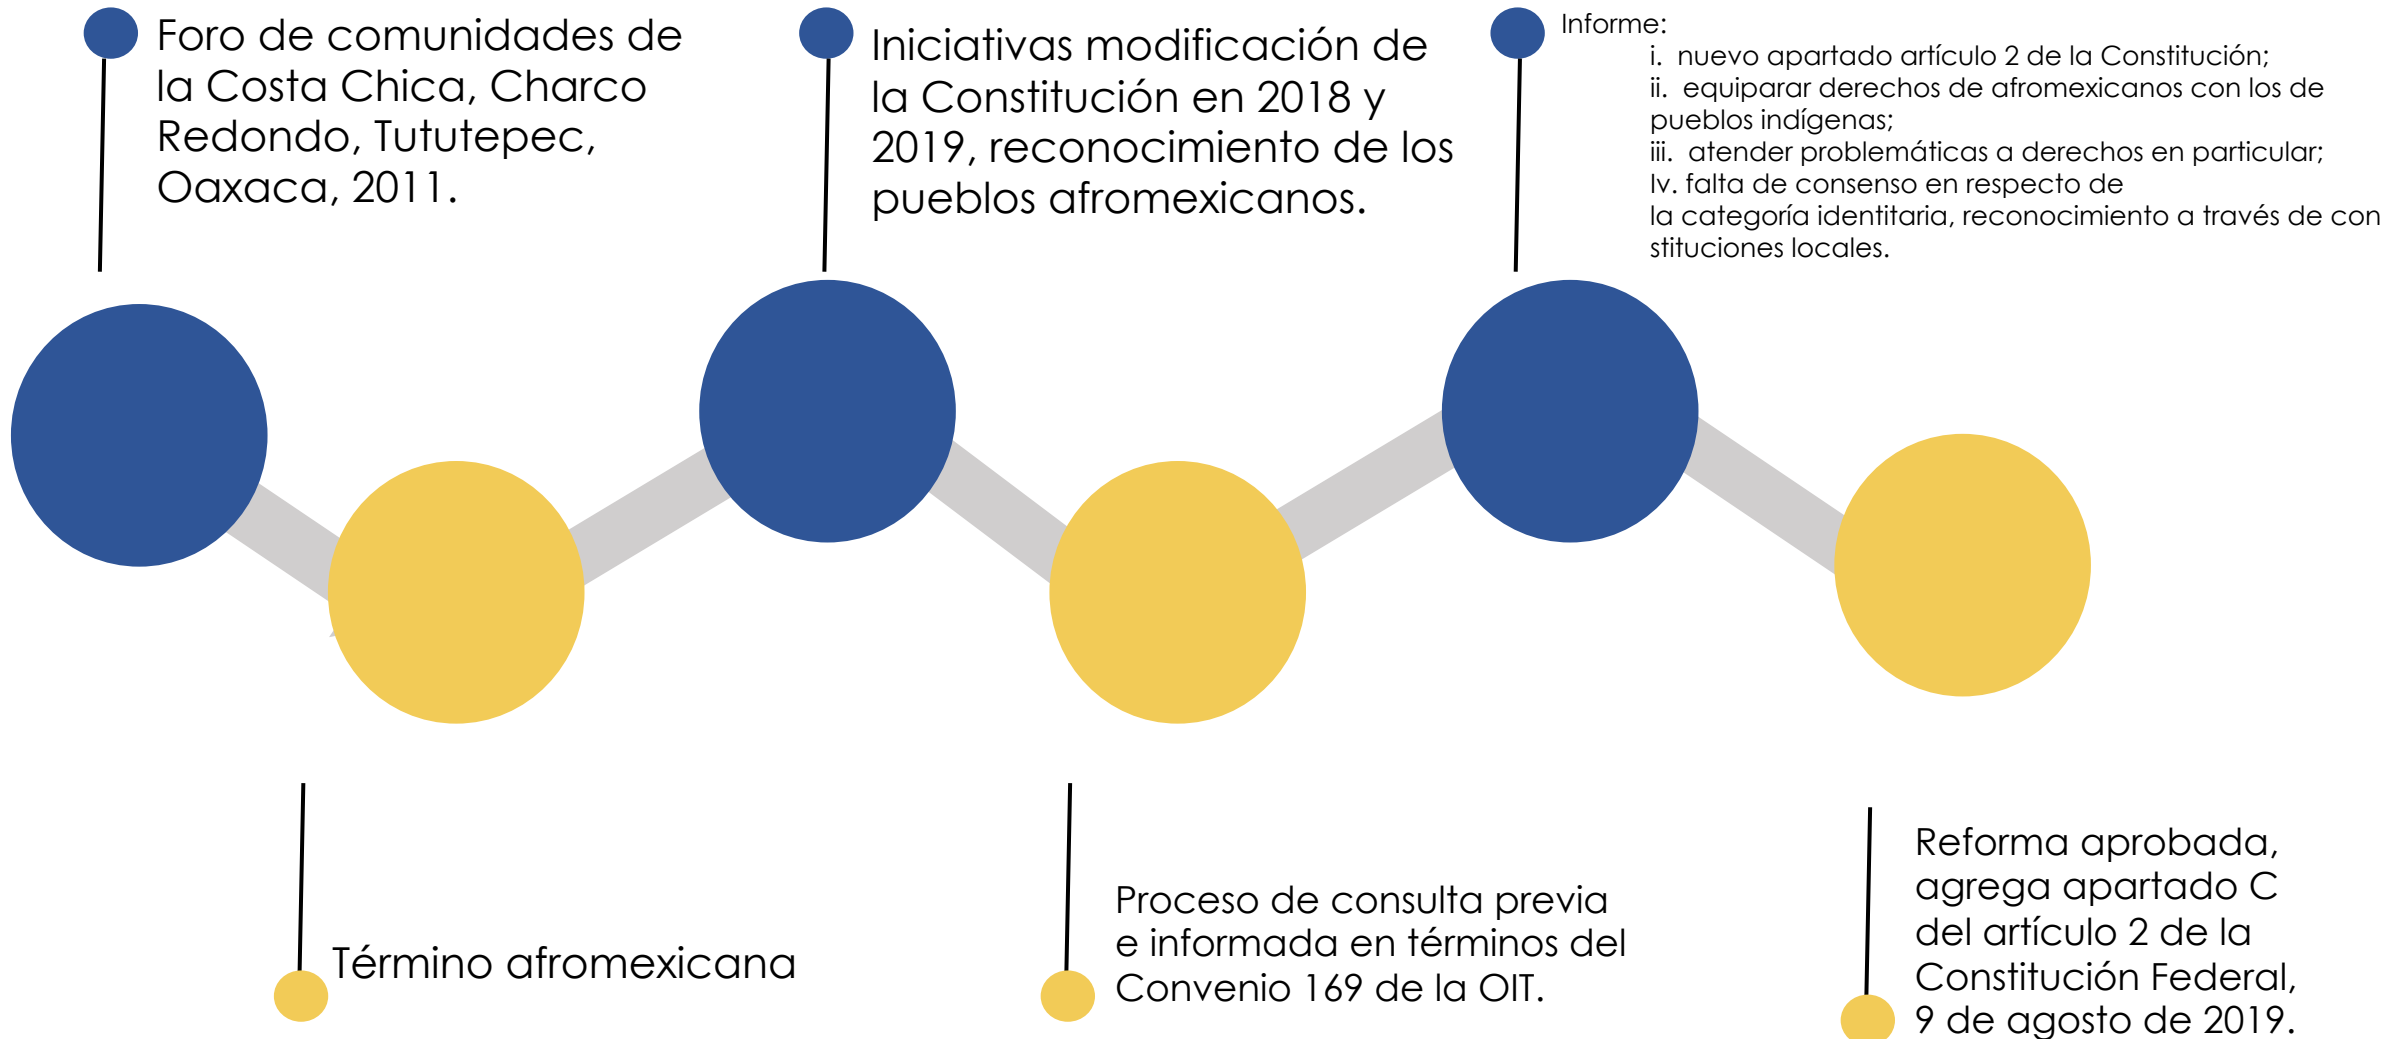 Foro de comunidades de
la Costa Chica, Charco
Redondo, Tututepec,
Oaxaca, 2011.
Término afromexicana
Iniciativas modificación de
la Constitución en 2018 y
2019, reconocimiento de los
pueblos afromexicanos.
Proceso de consulta previa
e informada en términos del
Convenio 169 de la OIT.
Informe:
i. nuevo apartado artículo 2 de la Constitución;
ii. equiparar derechos de afromexicanos con los de
pueblos indígenas;
iii. atender problemáticas a derechos en particular;
Iv. falta de consenso en respecto de
la categoría identitaria, reconocimiento a través de con
stituciones locales.
Reforma aprobada,
agrega apartado C
del artículo 2 de la
Constitución Federal,
9 de agosto de 2019.